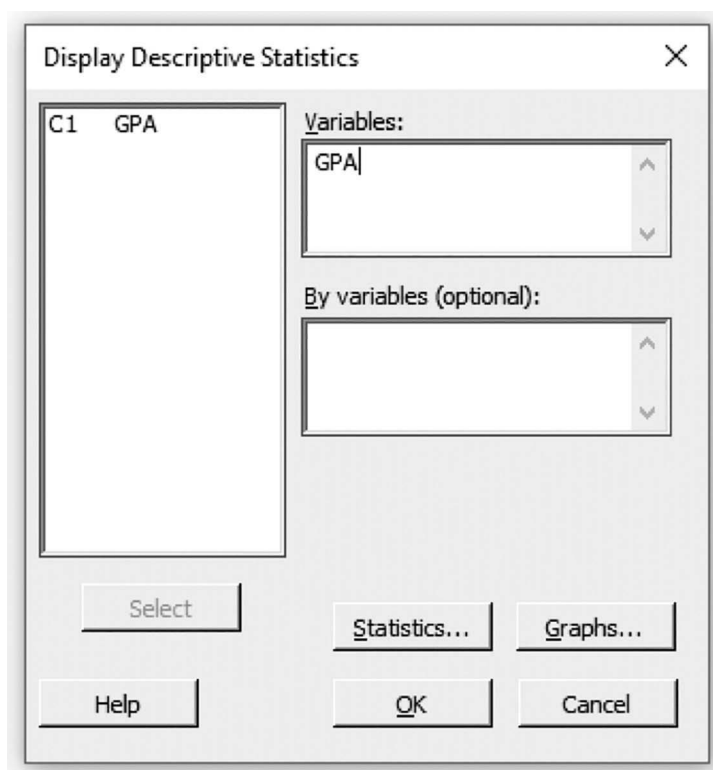 Display Descriptive Statistics
C1 GPA
Variables:
GPA
By variables (optional):
Select
Statistics...
Graphs...
Help
OK
Cancel